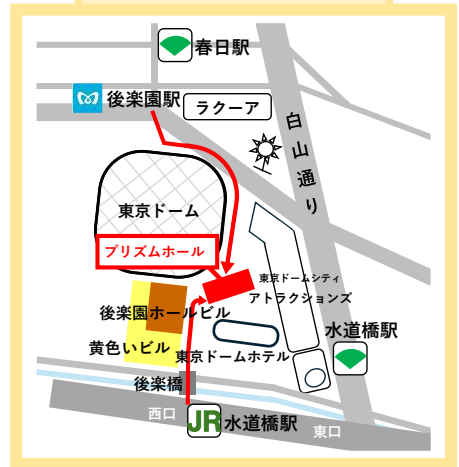 春日駅
後楽園駅
ラクーア
白山通り
東京ドーム
プリズムホール
東京ドームシティ
アトラクションズ
後楽園ホールビル
黄色いビル
東京ドームホテル
水道橋駅
後楽橋
西口
JR水道橋駅
東口